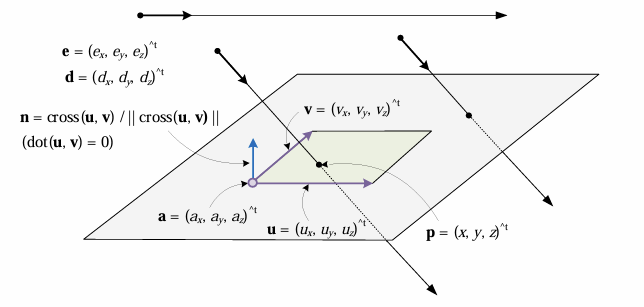 e = (ex, ey, ez)^t
d = (dx, dy, dz)^t
n = cross(u, v) / || cross(u, v) ||
(dot(u, v) = 0)
v = (vx, vy, vz)^t
a = (ax, ay, az)^t
u = (ux, uy, uz)^t
p = (x, y, z)^t